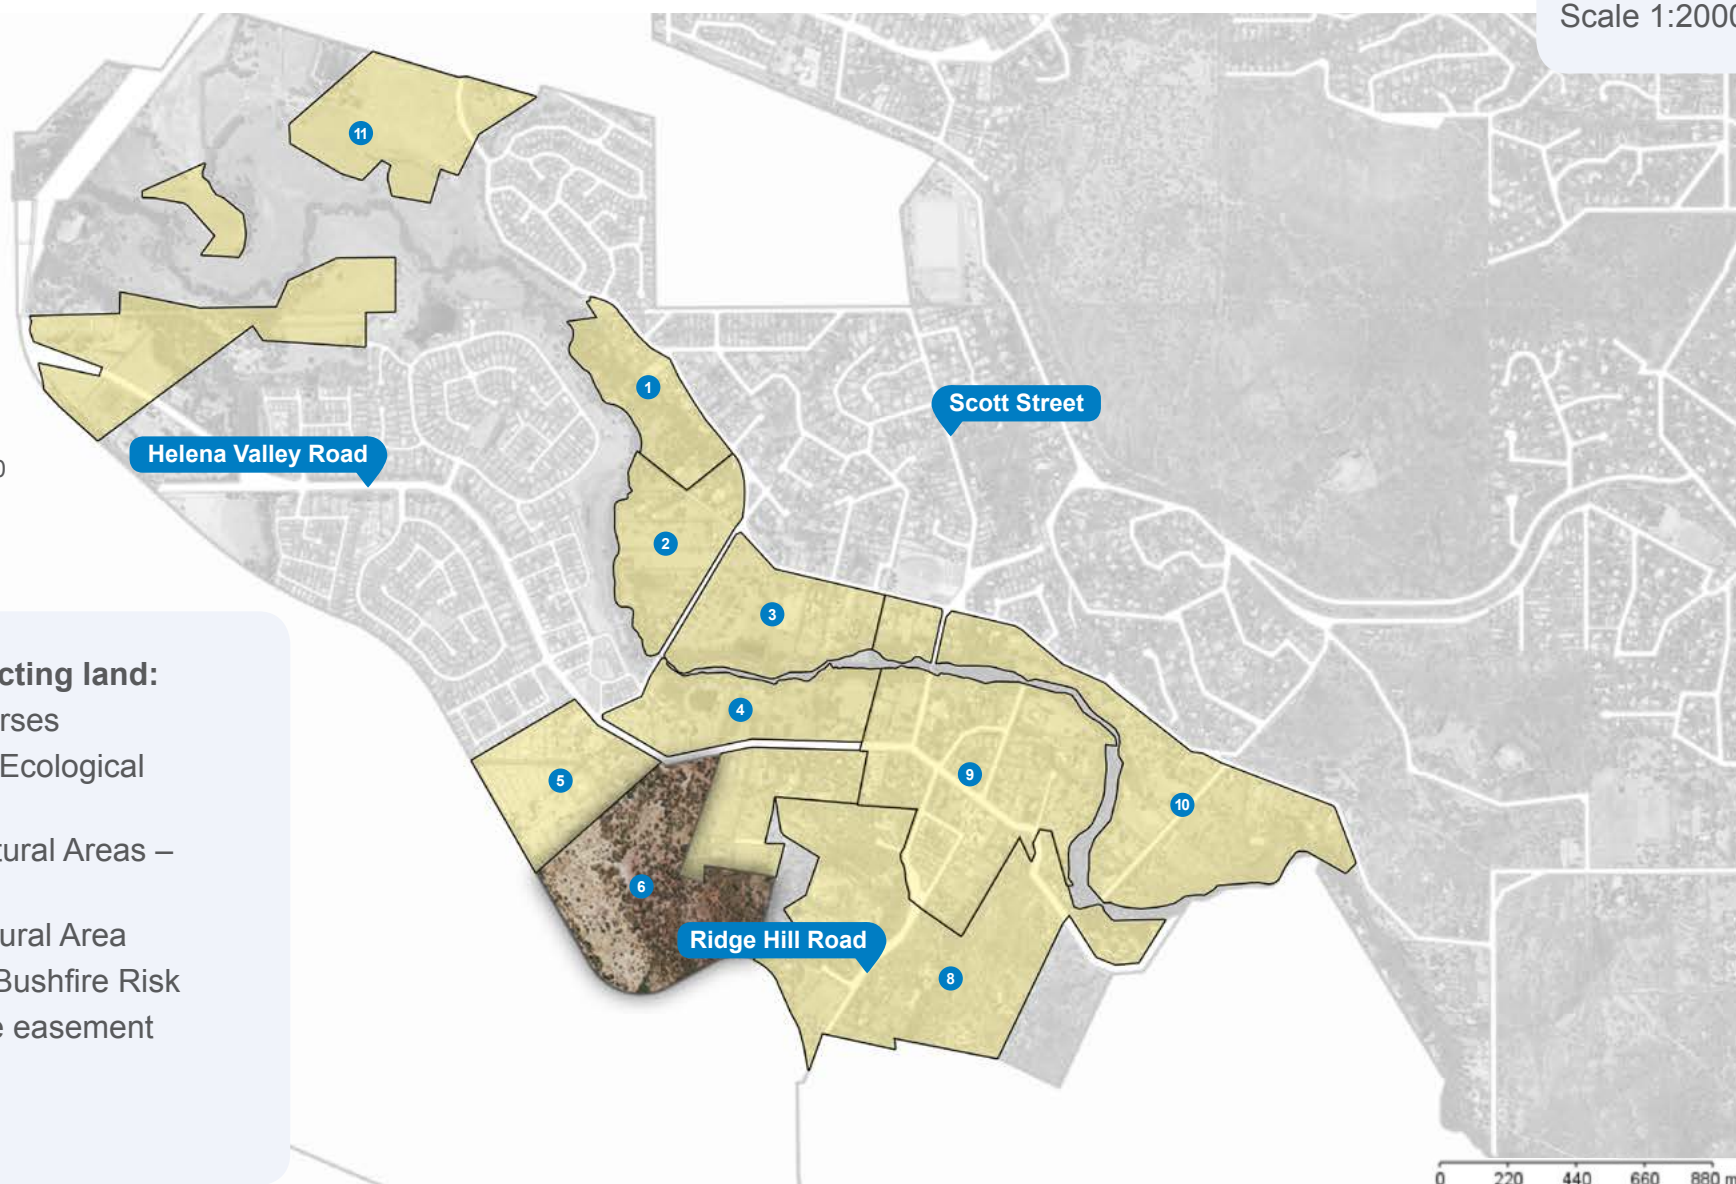 Scale 1:2000
11
1
Scott Street
Helena Valley Road
0
2
3
cting land:
rses
4
Ecological
5
9
10
tural Areas –
6
ural Area
Ridge Hill Road
Bushfire Risk
8
e easement
0 220 440 660 880 m